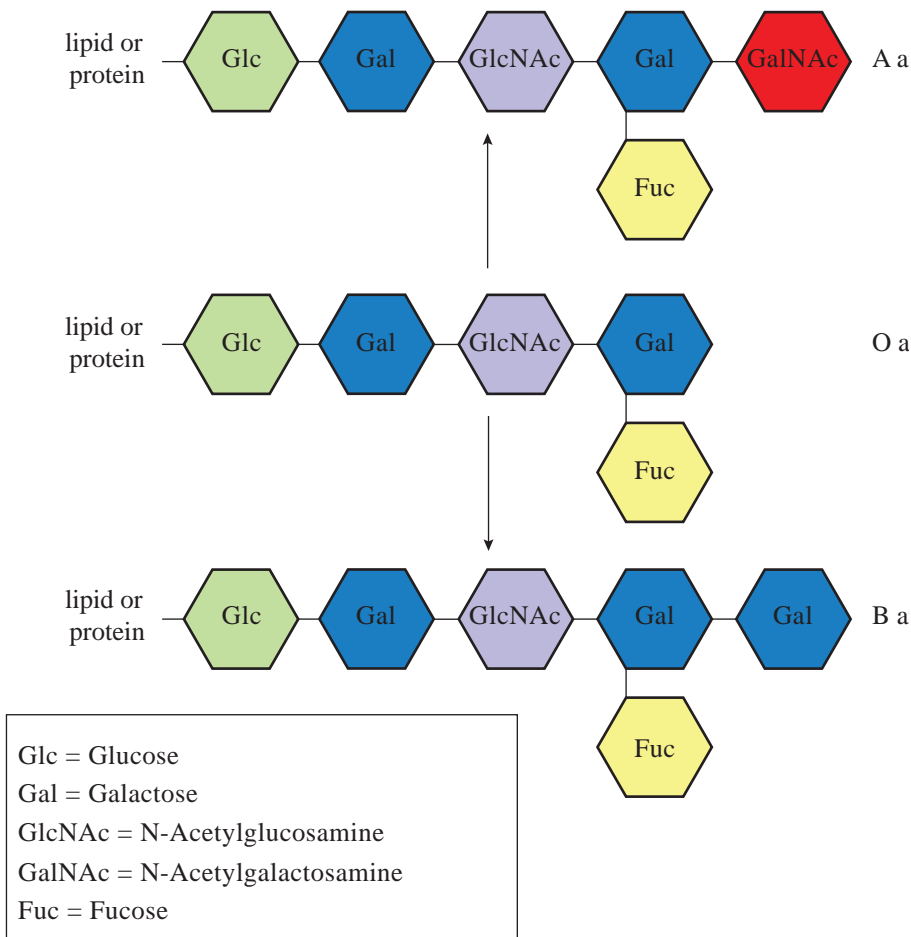 lipid or
protein
Glc Gal GlcNAc Gal GalNAc A a
Fuc
lipid or
protein
Glc Gal GlcNAc Gal O a
Fuc
lipid or
protein
Glc Gal GlcNAc Gal Gal B a
Fuc
Glc = Glucose
Gal = Galactose
GlcNAc = N-Acetylglucosamine
GalNAc = N-Acetylgalactosamine
Fuc = Fucose